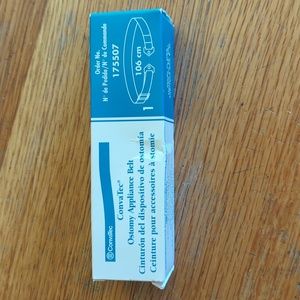 Order No.
N° de Pedido/N° de Commande
175507
106 cm
1
ConvaTec
ConvaTec®
Ostomy Appliance Belt
Cinturón del dispositivo de ostomía
Ceinture pour accessoires à stomie